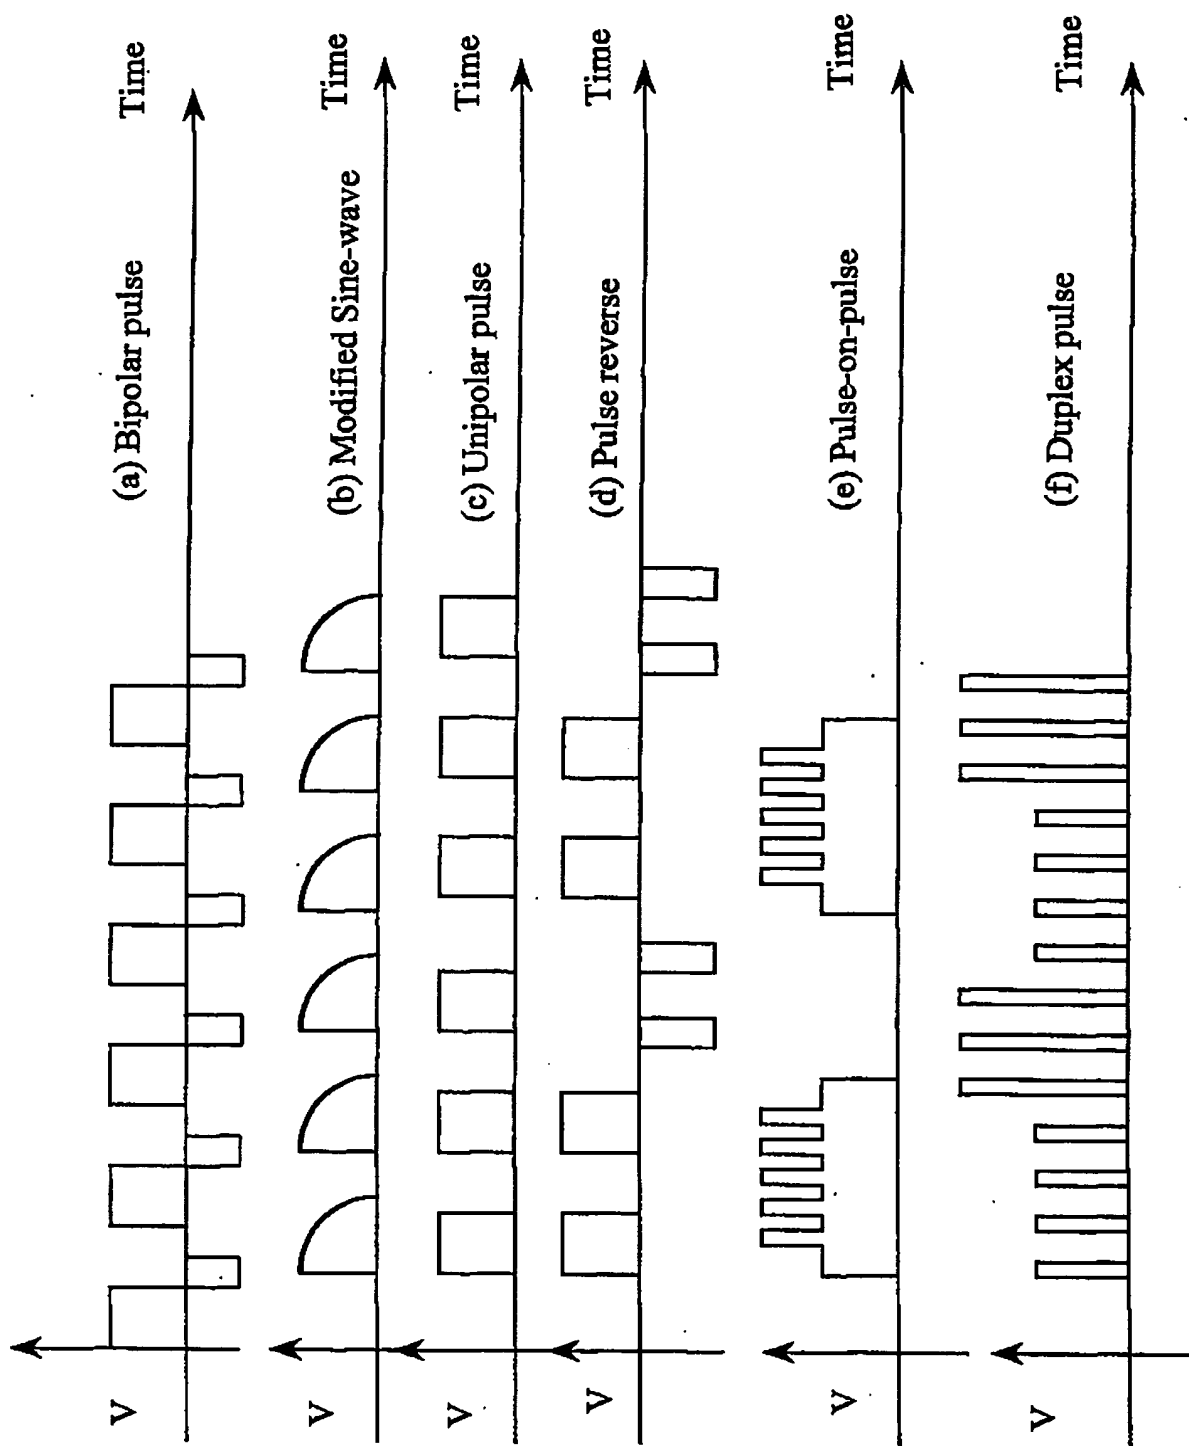 V
(a) Bipolar pulse
Time
V
(b) Modified Sine-wave
Time
V
(c) Unipolar pulse
Time
V
(d) Pulse reverse
Time
V
(e) Pulse-on-pulse
Time
V
(f) Duplex pulse
Time